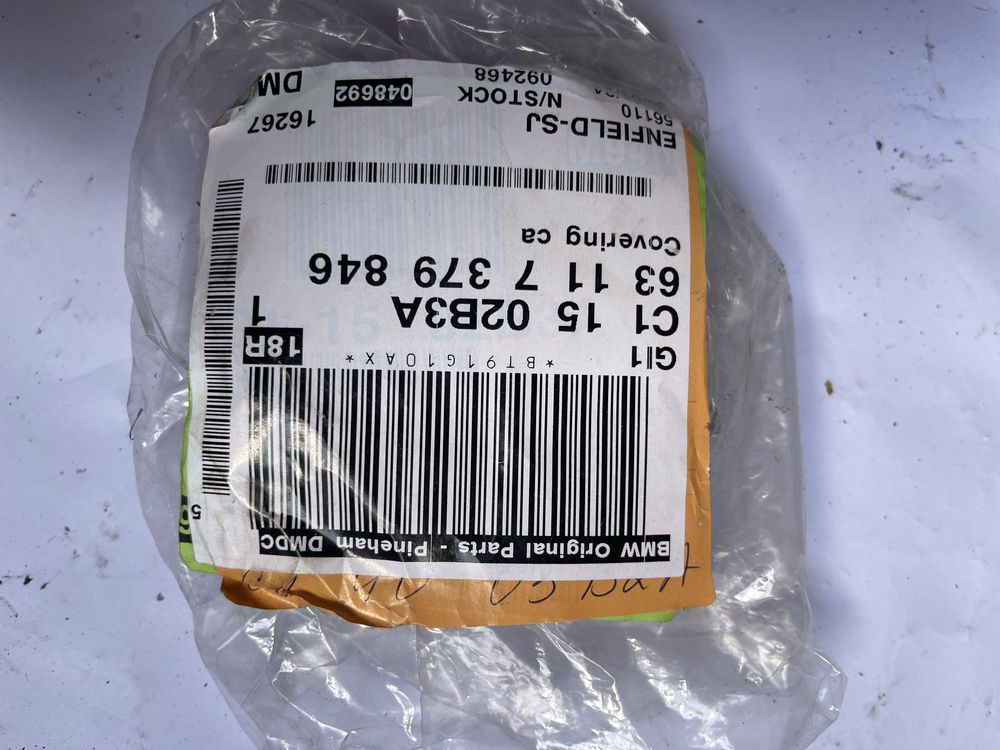 BMW Original Parts - Pineham DMDC
*BT91G10AX*
18R
1
C1 15 02B3A
63 11 7 379 846
Covering ca
ENFIELD-SJ 16267
56110
N/STOCK 048692 DM
092468
5